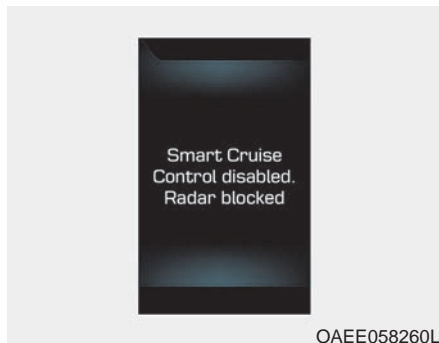 Smart Cruise
Control disabled.
Radar blocked
OAEE058260L